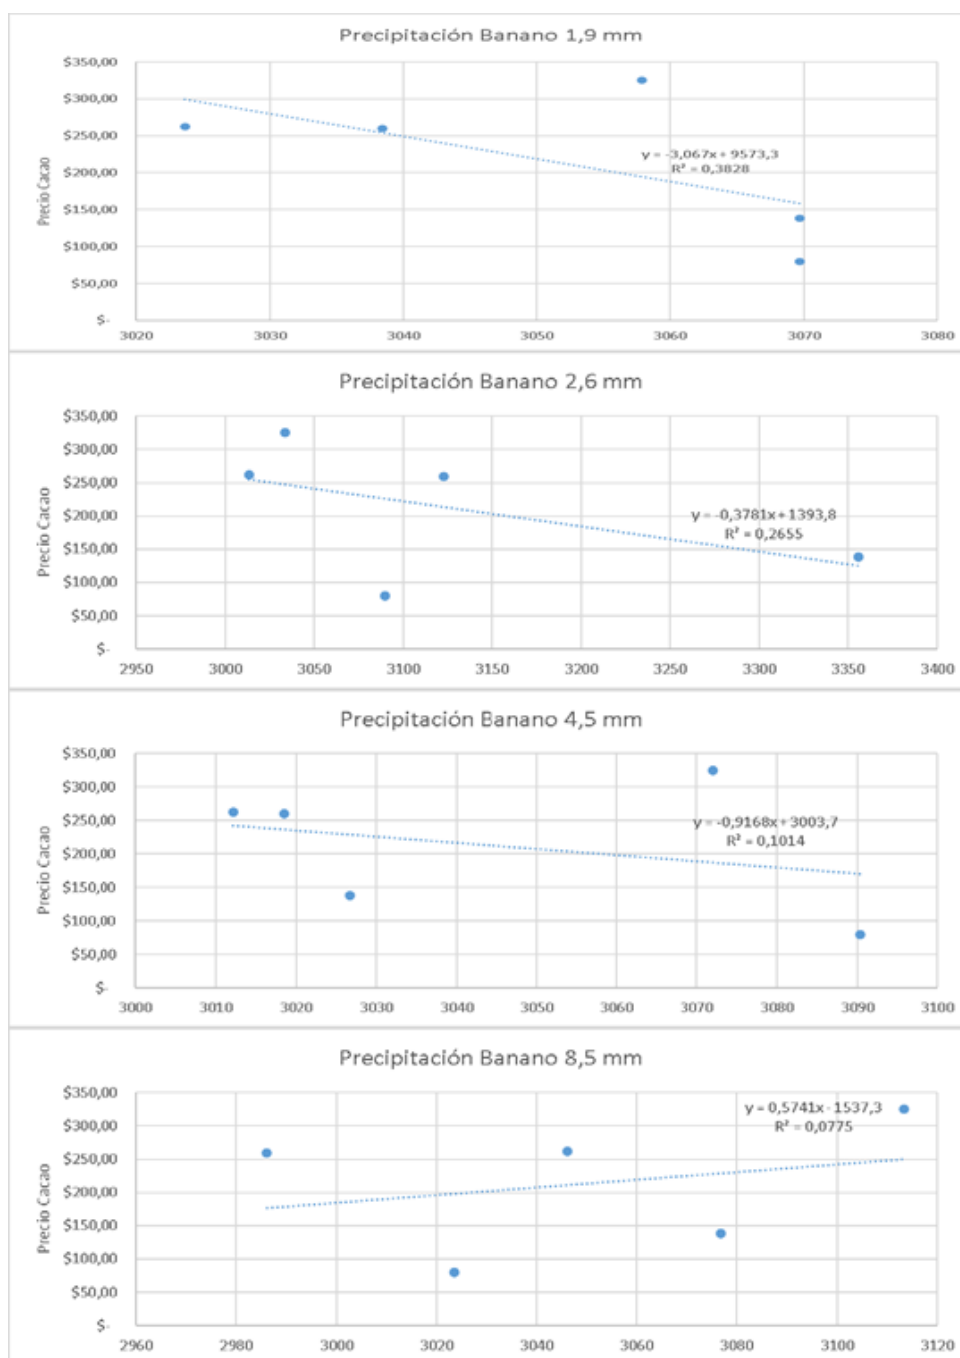 Precipitación Banano 1,9 mm
$350,00
$300,00
$250,00
$200,00
$150,00
$100,00
$50,00
$-
Precio Cacao
y = -3,067x + 9573,3
R² = 0,3828
3020 3030 3040 3050 3060 3070 3080
Precipitación Banano 2,6 mm
$350,00
$300,00
$250,00
$200,00
$150,00
$100,00
$50,00
$-
Precio Cacao
y = -0,3781x + 1393,8
R² = 0,2655
2950 3000 3050 3100 3150 3200 3250 3300 3350 3400
Precipitación Banano 4,5 mm
$350,00
$300,00
$250,00
$200,00
$150,00
$100,00
$50,00
$-
Precio Cacao
y = -0,9168x + 3003,7
R² = 0,1014
3000 3010 3020 3030 3040 3050 3060 3070 3080 3090 3100
Precipitación Banano 8,5 mm
$350,00
$300,00
$250,00
$200,00
$150,00
$100,00
$50,00
$-
Precio Cacao
y = 0,5741x - 1537,3
R² = 0,0775
2960 2980 3000 3020 3040 3060 3080 3100 3120